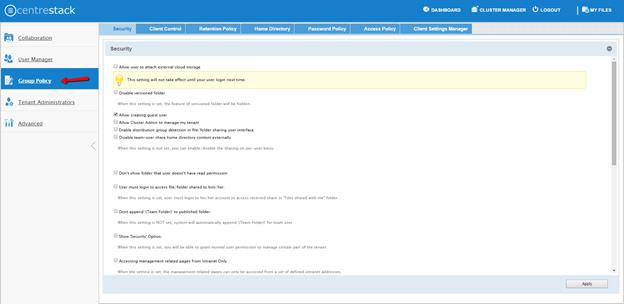 centrestack
DASHBOARD CLUSTER MANAGER LOGOUT MY FILES
Security Client Control Retention Policy Home Directory Password Policy Access Policy Client Settings Manager
Collaboration
User Manager
Group Policy
Tenant Administrators
Advanced
Security
Allow user to attach external cloud storage
This setting will not take effect until your user login next time.
Disable versioned folder
When this setting is set, the feature of versioned folder will be hidden.
Allow creating guest user
Allow Cluster Admin to manage my tenant
Enable distribution group detection in file/folder sharing user interface
Disable team-user share home directory content externally
When this setting is not set, you can enable/disable the sharing on per-user basis.
Don't show folder that user doesn't have read permission
User must login to access file/folder shared to him/her.
When this setting is set, user must login to his/her account to access received share in "Files shared with me" folder.
Dont append '(Team Folder)' to published folder.
When this setting is NOT set, system will automatically append '(Team Folder)' for team user.
Show 'Security' Option.
When this setting is set, you will be able to grant normal user permission to manage certain part of the tenant.
Accessing management related pages from Intranet Only
When the setting is set, the management related pages can only be accessed from a set of defined intranet addresses.
Apply